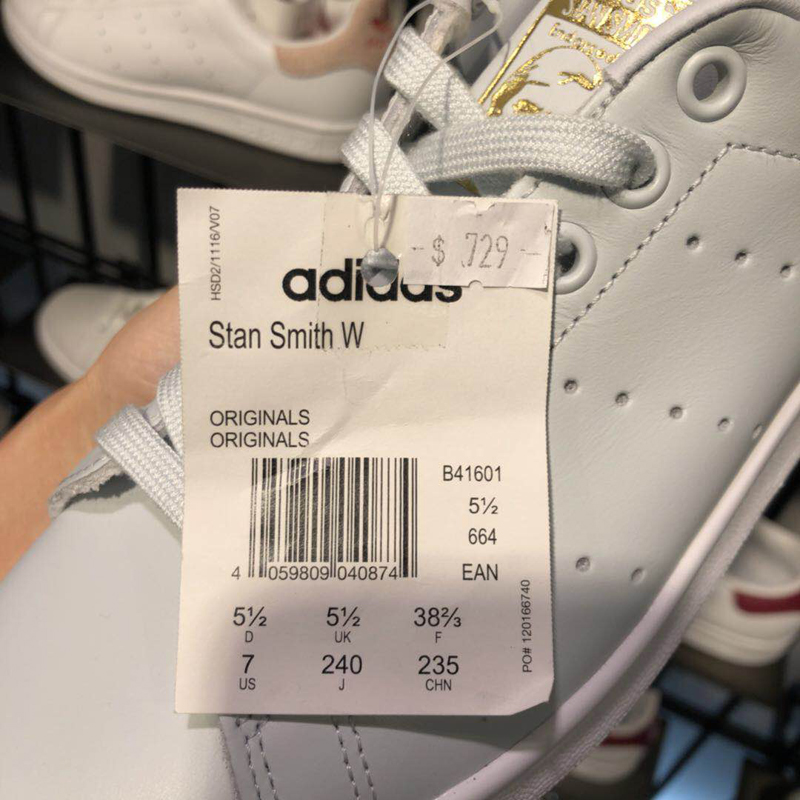 HSD2/1116/V07
-$ 729-
adidas
Stan Smith W
ORIGINALS
ORIGINALS
B41601
5½
664
4 059809 040874
EAN
5½ 5½ 38⅔
D UK F
7 240 235
US J CHN
PO# 120166740